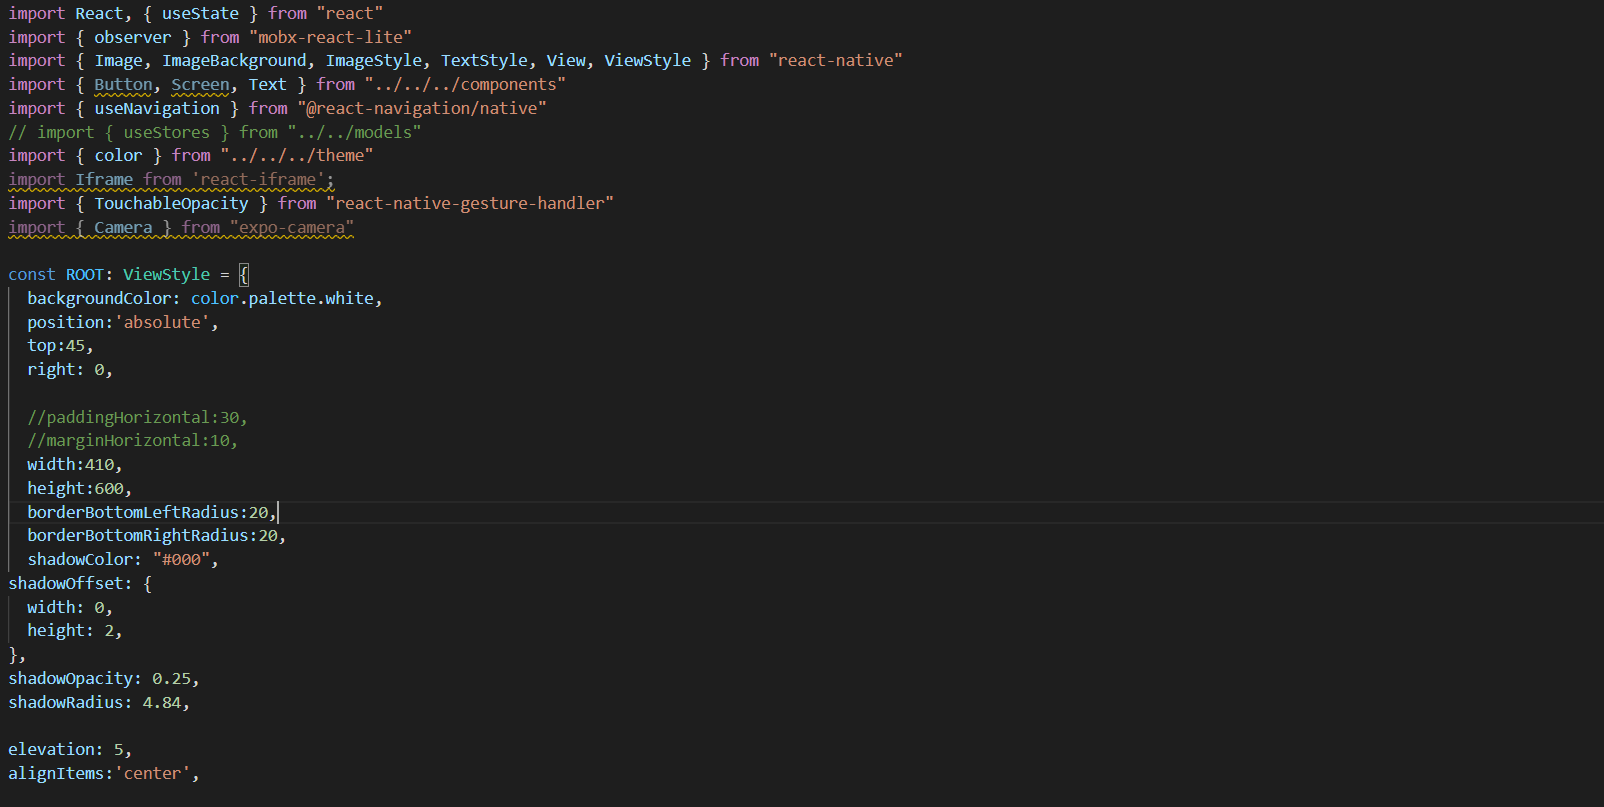 import React, { useState } from "react"
import { observer } from "mobx-react-lite"
import { Image, ImageBackground, ImageStyle, TextStyle, View, ViewStyle } from "react-native"
import { Button, Screen, Text } from "../../../components"
import { useNavigation } from "@react-navigation/native"
// import { useStores } from "../../models"
import { color } from "../../../theme"
import Iframe from 'react-iframe';
import { TouchableOpacity } from "react-native-gesture-handler"
import { Camera } from "expo-camera"

const ROOT: ViewStyle = {
  backgroundColor: color.palette.white,
  position:'absolute',
  top:45,
  right: 0,

  //paddingHorizontal:30,
  //marginHorizontal:10,
  width:410,
  height:600,
  borderBottomLeftRadius:20,
  borderBottomRightRadius:20,
  shadowColor: "#000",
shadowOffset: {
  width: 0,
  height: 2,
},
shadowOpacity: 0.25,
shadowRadius: 4.84,

elevation: 5,
alignItems:'center',